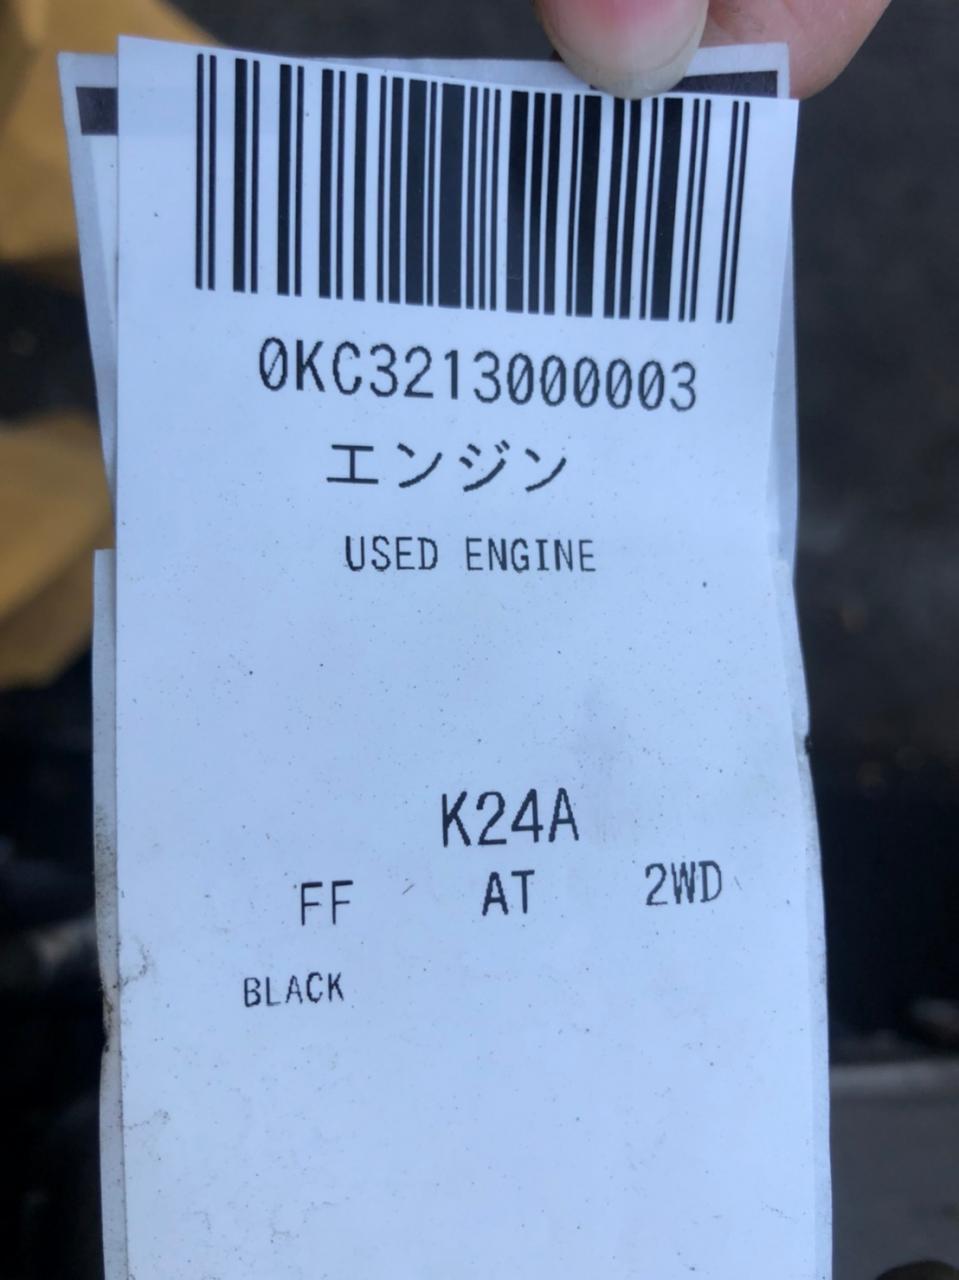 0KC3213000003
エンジン
USED ENGINE
K24A
FF AT 2WD
BLACK